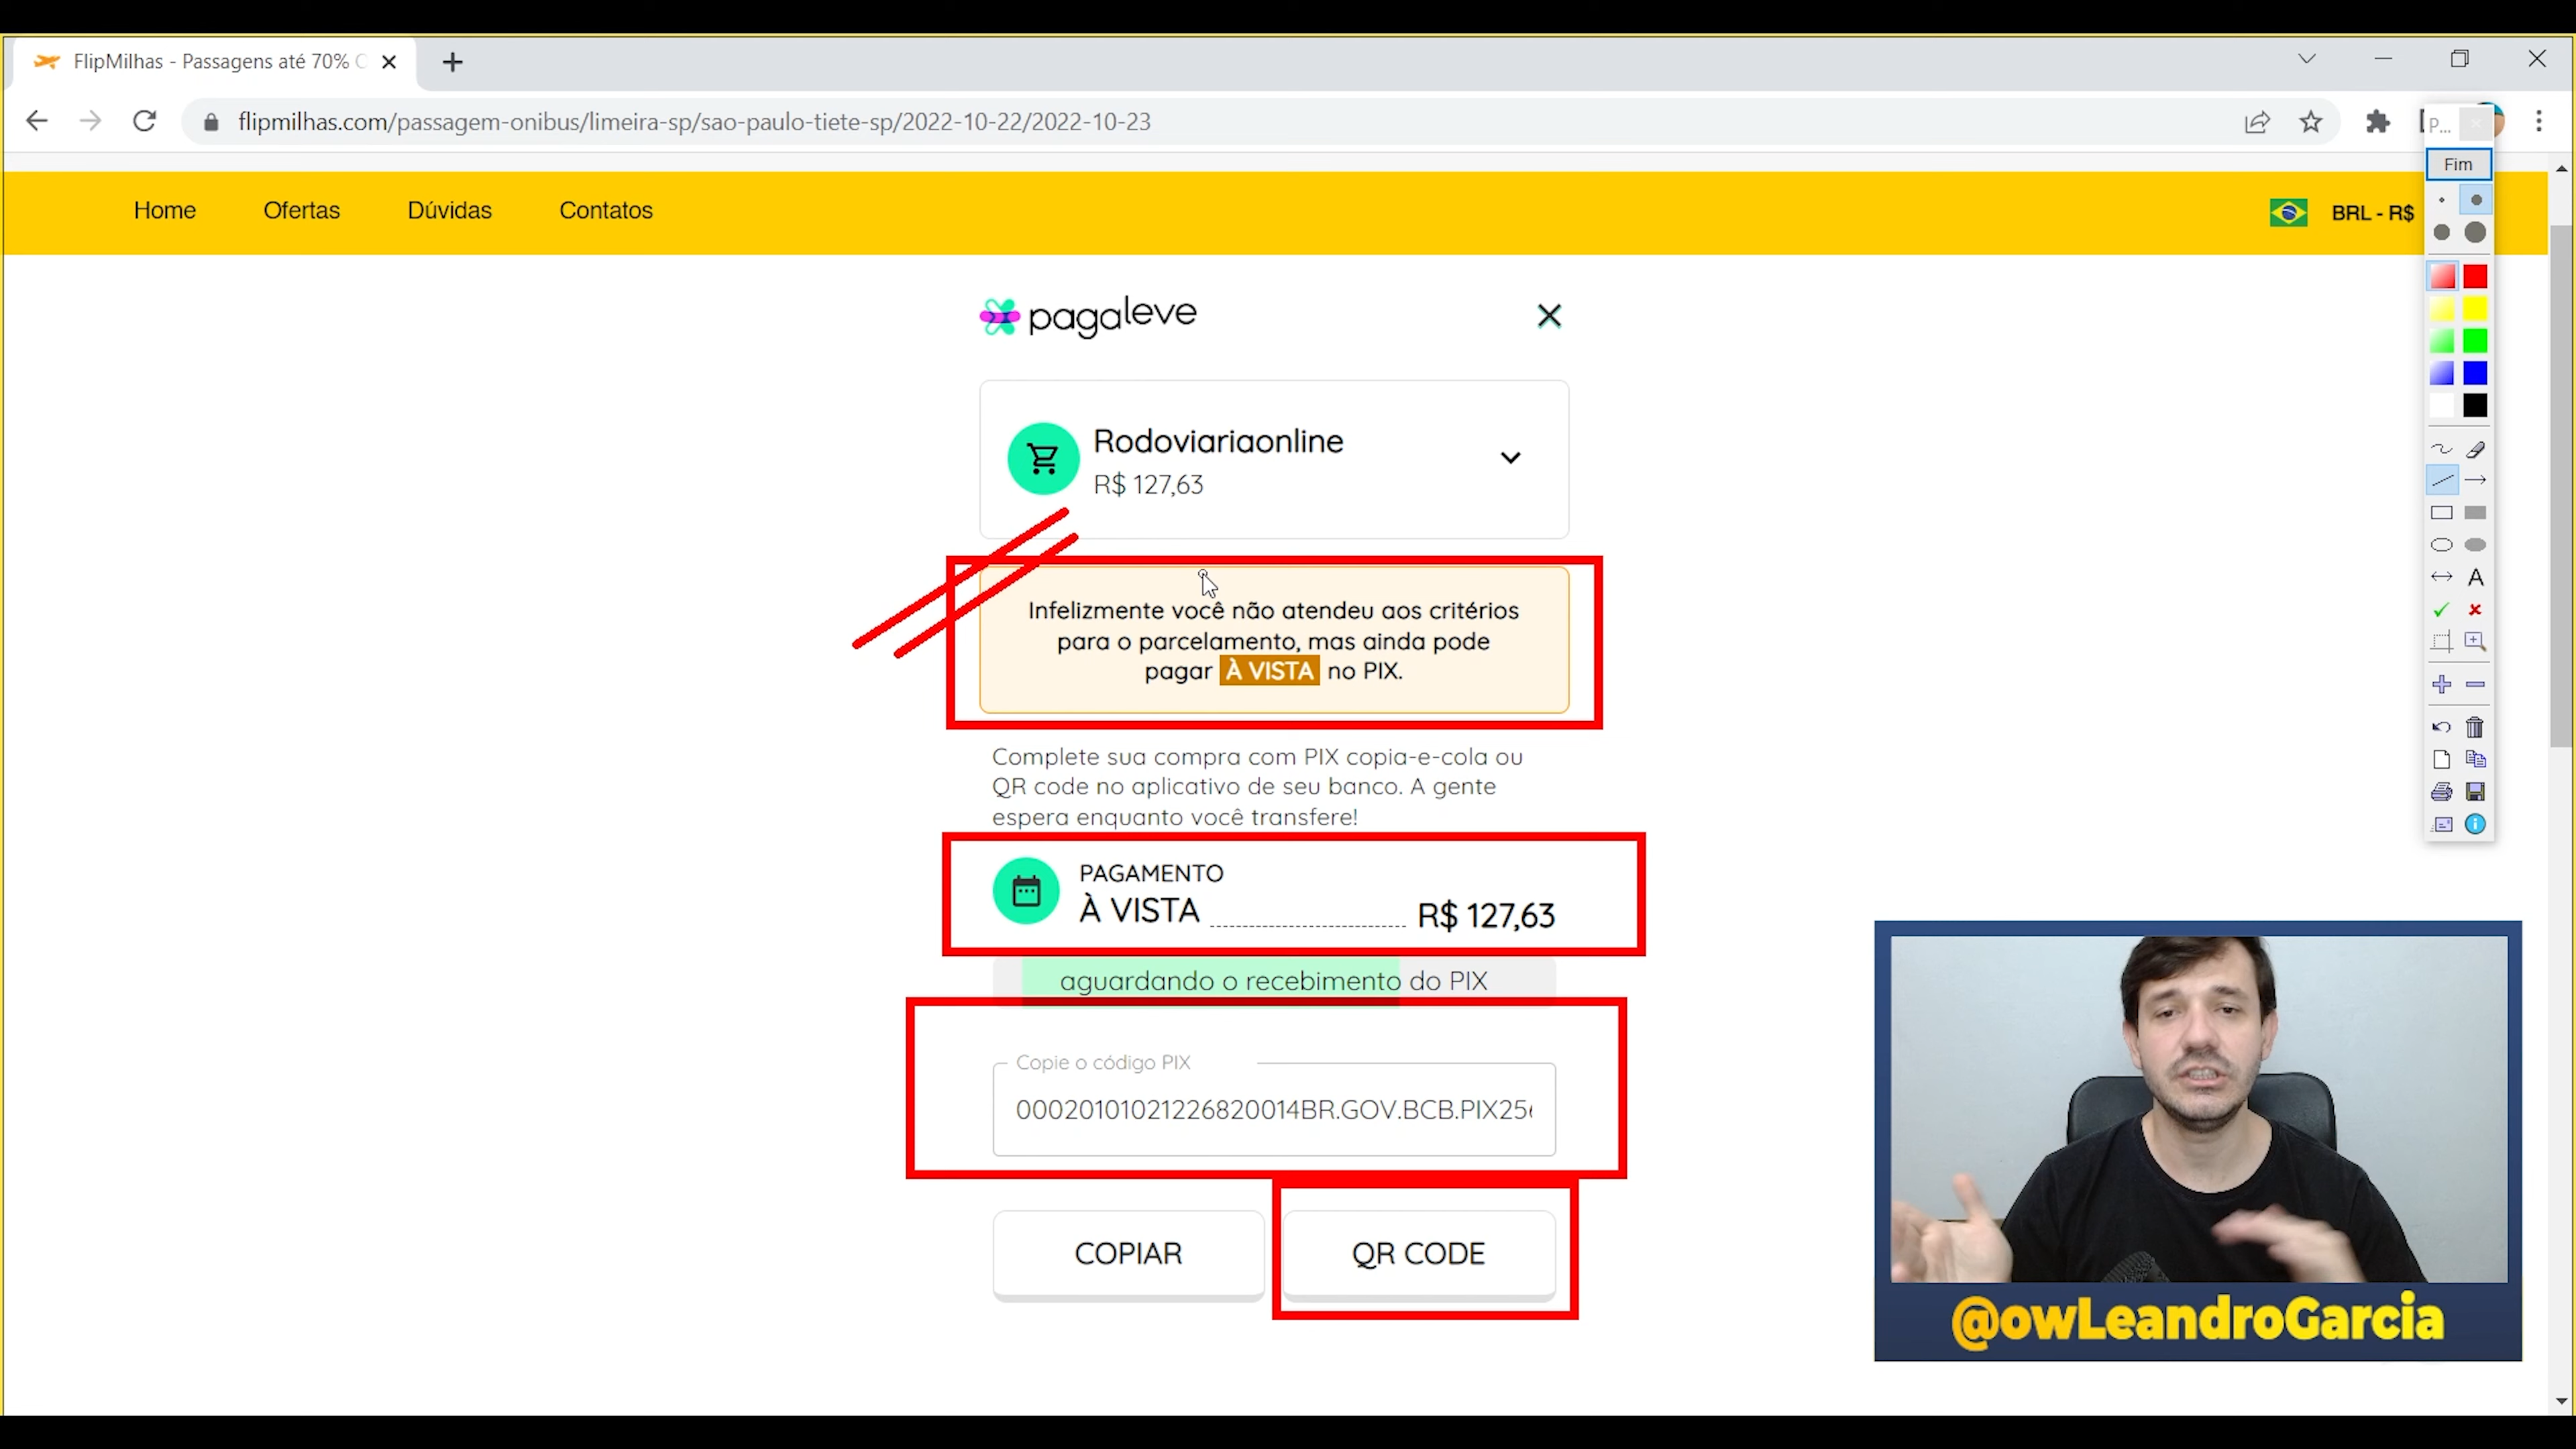 FlipMilhas - Passagens até 70% O
flipmilhas.com/passagem-onibus/limeira-sp/sao-paulo-tiete-sp/2022-10-22/2022-10-23
P...
Fim
Home Ofertas Dúvidas Contatos BRL - R$
pagaleve
Rodoviariaonline
R$ 127,63
Infelizmente você não atendeu aos critérios
para o parcelamento, mas ainda pode
pagar À VISTA no PIX.
Complete sua compra com PIX copia-e-cola ou
QR code no aplicativo de seu banco. A gente
espera enquanto você transfere!
PAGAMENTO
À VISTA R$ 127,63
aguardando o recebimento do PIX
Copie o código PIX
00020101021226820014BR.GOV.BCB.PIX256
COPIAR QR CODE
A
@owLeandroGarcia